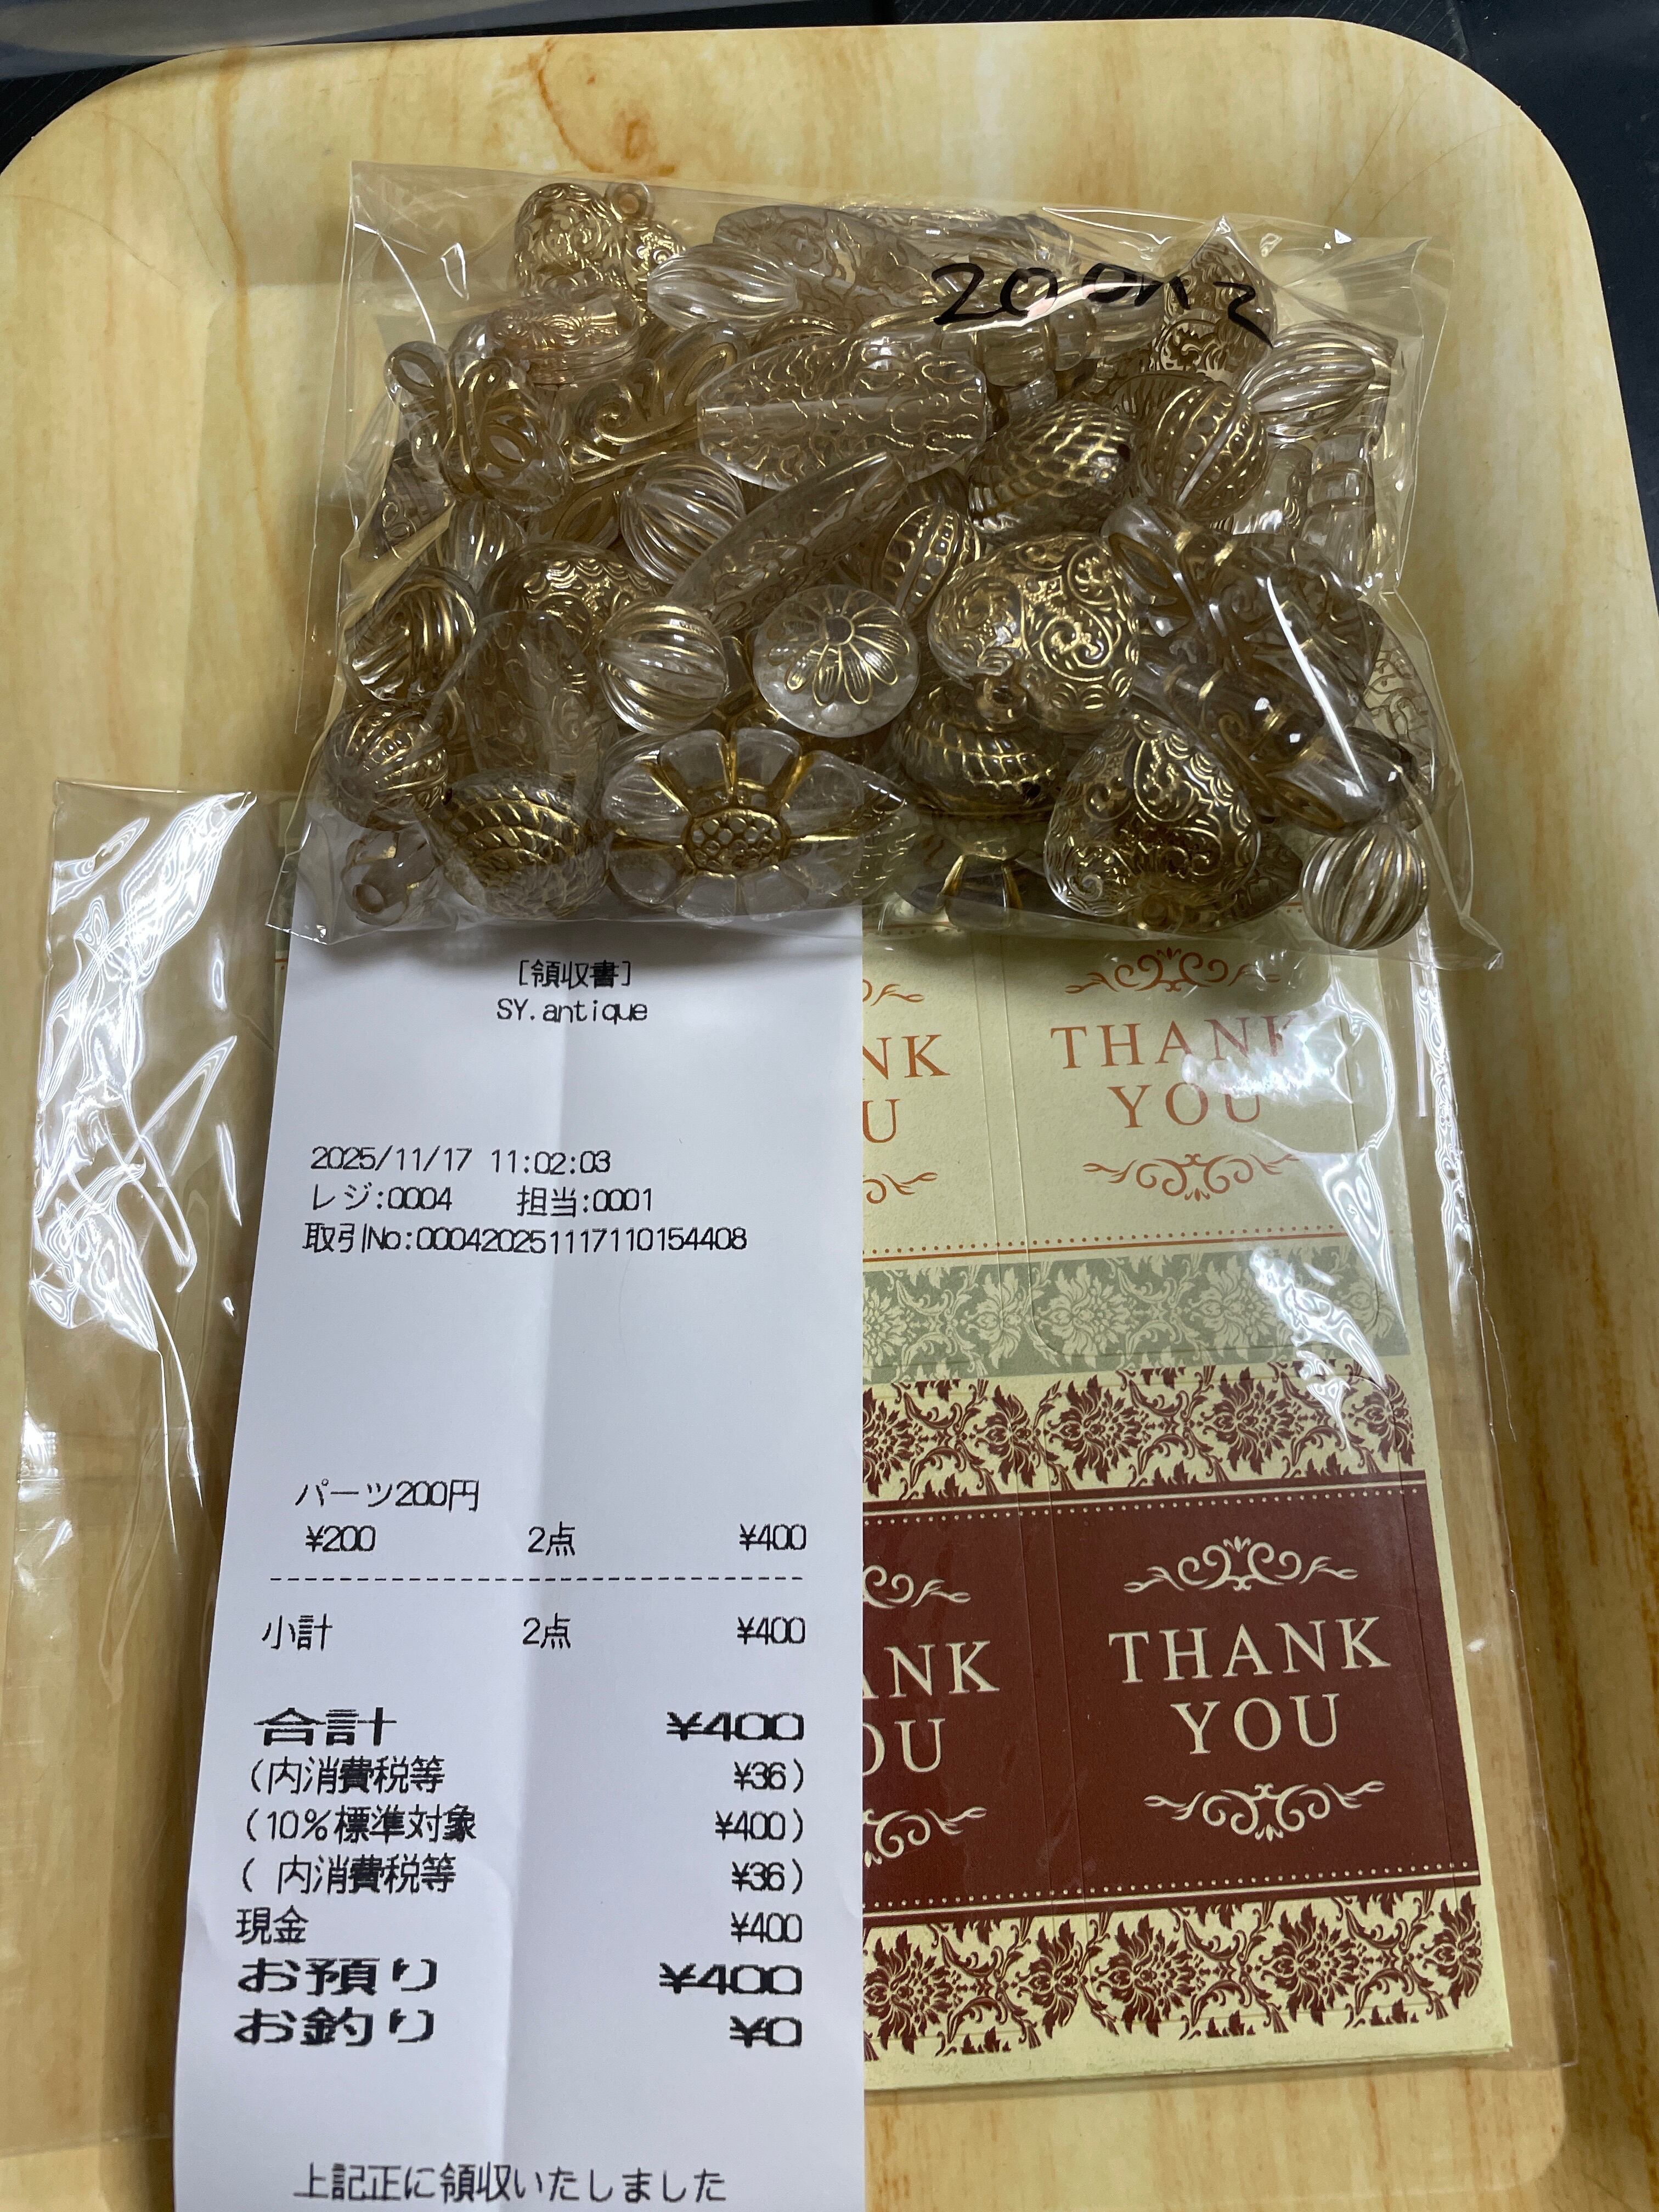 [領収書]
SY.antique
2025/11/17 11:02:03
レジ:0004 担当:0001
取引No:000420251117110154408
パーツ200円
¥200 2点 ¥400
小計 2点 ¥400
合計 ¥400
(内消費税等 ¥36)
(10%標準対象 ¥400)
( 内消費税等 ¥36)
現金 ¥400
お預り ¥400
お釣り ¥0
上記正に領収いたしました
NK
U
THANK
YOU
ANK
OU
THANK
YOU